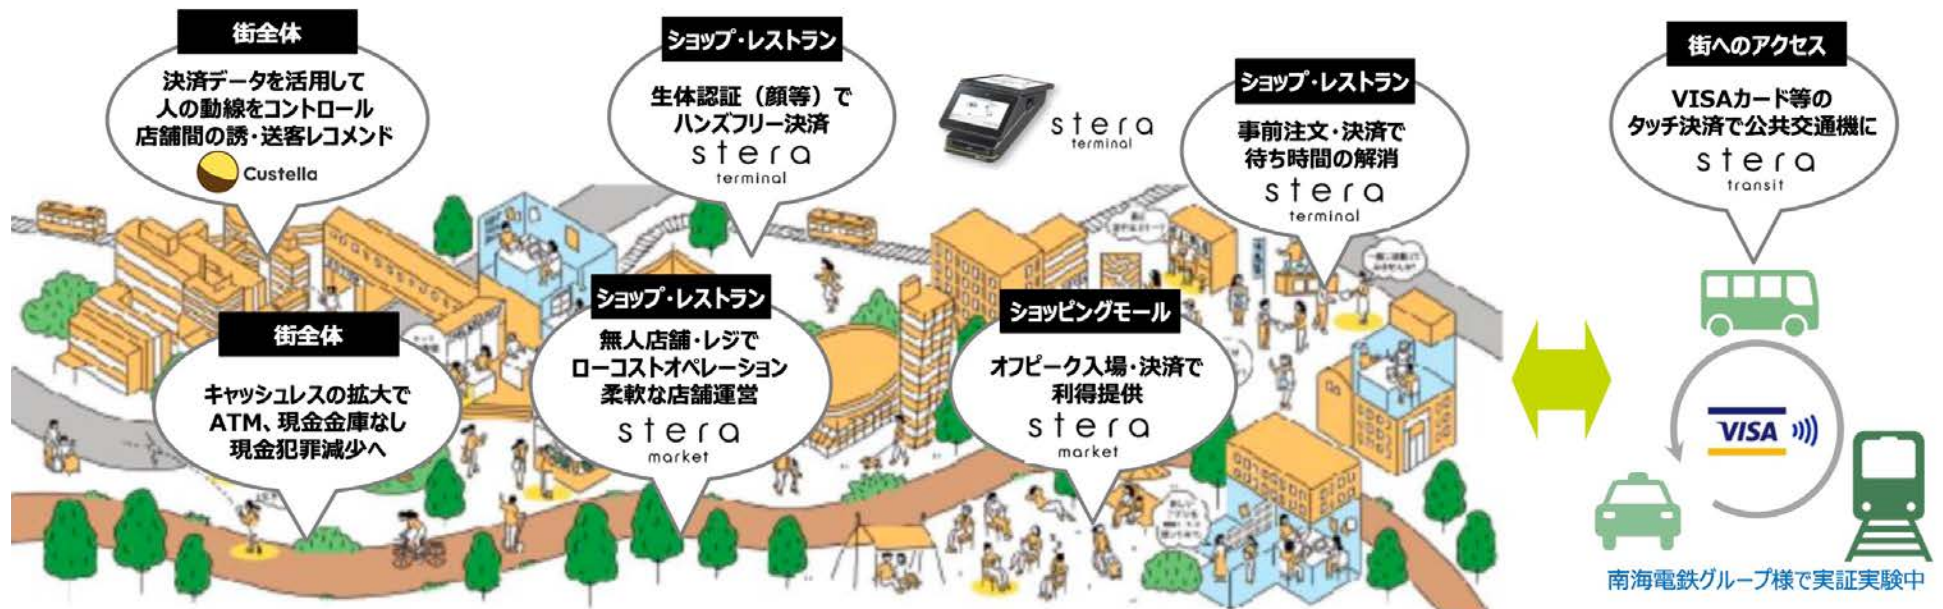 街全体
決済データを活用して
人の動線をコントロール
店舗間の誘・送客レコメンド
Custella
ショップ・レストラン
生体認証（顔等）で
ハンズフリー決済
stera
terminal
stera
terminal
ショップ・レストラン
事前注文・決済で
待ち時間の解消
stera
terminal
街へのアクセス
VISAカード等の
タッチ決済で公共交通機に
stera
transit
街全体
キャッシュレスの拡大で
ATM、現金金庫なし
現金犯罪減少へ
ショップ・レストラン
無人店舗・レジで
ローコストオペレーション
柔軟な店舗運営
stera
market
ショッピングモール
オフピーク入場・決済で
利得提供
stera
market
VISA
南海電鉄グループ様で実証実験中